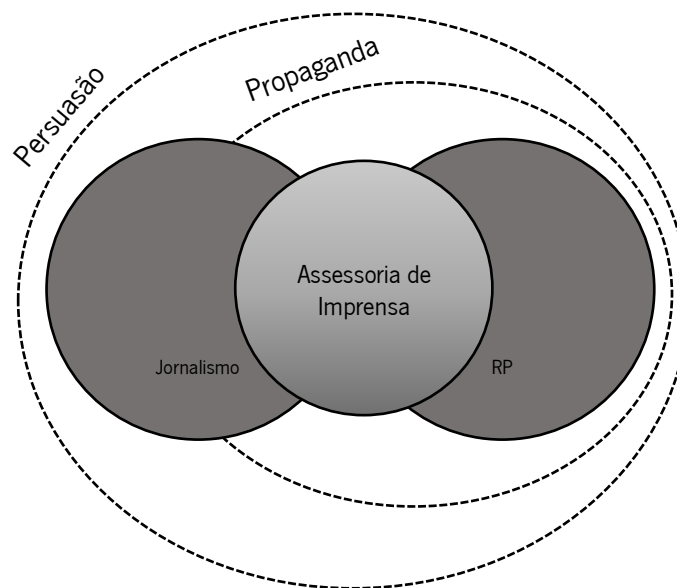 Persuasão
Propaganda
Assessoria de
Imprensa
Jornalismo
RP